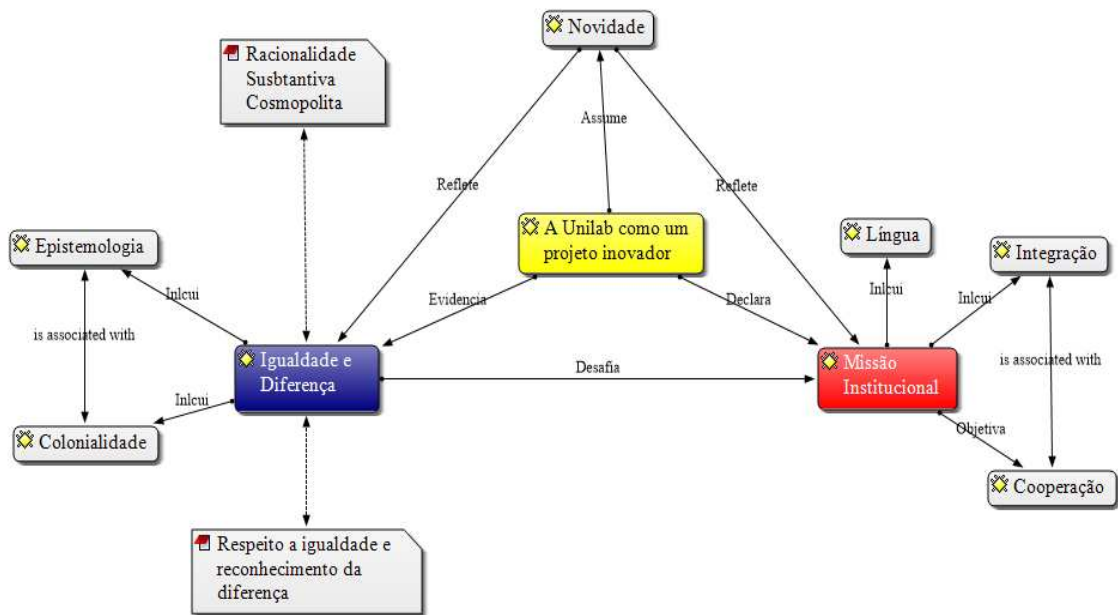 Novidade
Racionalidade
Susbtantiva
Cosmopolita
Assume
Reflete
Reflete
A Unilab como um
projeto inovador
Língua
Epistemologia
Integração
Inlcui
Evidencia
Declara
Inlcui
Inlcui
is associated with
Igualdade e
Diferença
Desafia
Missão
Institucional
is associated with
Inlcui
Colonialidade
Objetiva
Cooperação
Respeito a igualdade e
reconhecimento da
diferença